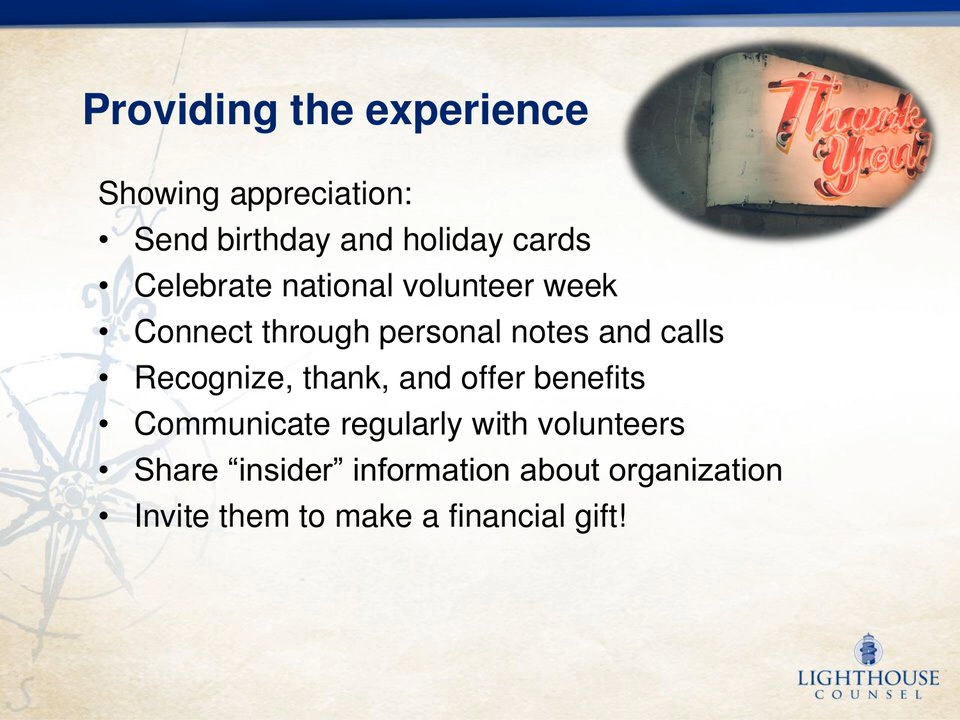 Providing the experience
Thank
You!
Showing appreciation:
• Send birthday and holiday cards
• Celebrate national volunteer week
• Connect through personal notes and calls
• Recognize, thank, and offer benefits
• Communicate regularly with volunteers
• Share “insider” information about organization
• Invite them to make a financial gift!
N
S
LIGHTHOUSE
COUNSEL